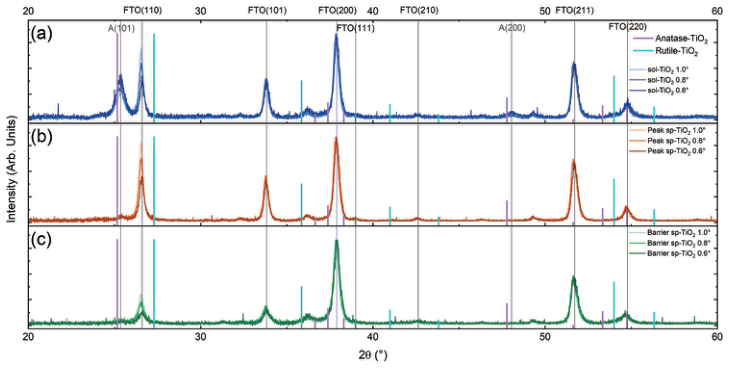 20 FTO(110) 30 FTO(101) FTO(200) 40 FTO(210) 50 FTO(211) 60
A(101) FTO(111) A(200) FTO(220)
(a)
Anatase-TiO₂
Rutile-TiO₂
sol-TiO₂ 1.0°
sol-TiO₂ 0.8°
sol-TiO₂ 0.6°
(b)
Peak sp-TiO₂ 1.0°
Peak sp-TiO₂ 0.8°
Peak sp-TiO₂ 0.6°
(c)
Barrier sp-TiO₂ 1.0°
Barrier sp-TiO₂ 0.8°
Barrier sp-TiO₂ 0.6°
Intensity (Arb. Units)
20 30 40 50 60
2θ (°)